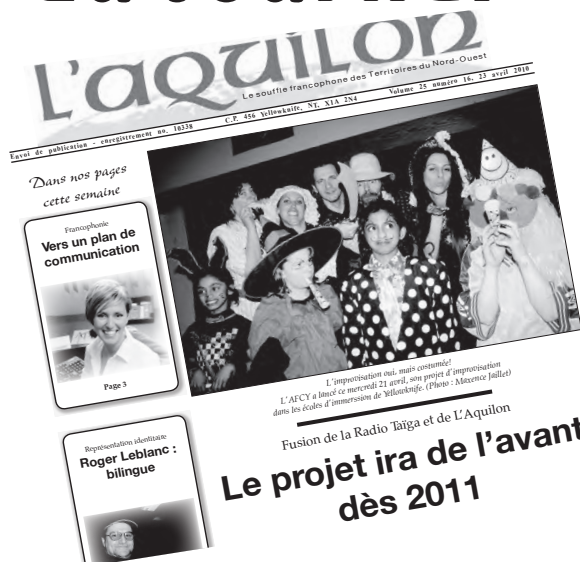 L'AQUILON
Le souffle francophone des Territoires du Nord-Ouest
Envoi de publication - enregistrement no. 10338 C.P. 456 Yellowknife, NT, X1A 2N4 Volume 25 numéro 16, 23 avril 2010
Dans nos pages
cette semaine
Francophonie
Vers un plan de
communication
Page 3
Représentation identitaire
Roger Leblanc :
bilingue
L'improvisation oui, mais costumée!
L'AFCY a lancé ce mercredi 21 avril, son projet d'improvisation
dans les écoles d'immerssion de Yellowknife. (Photo : Maxence Jaillet)
Fusion de la Radio Taïga et de L'Aquilon
Le projet ira de l'avant
dès 2011